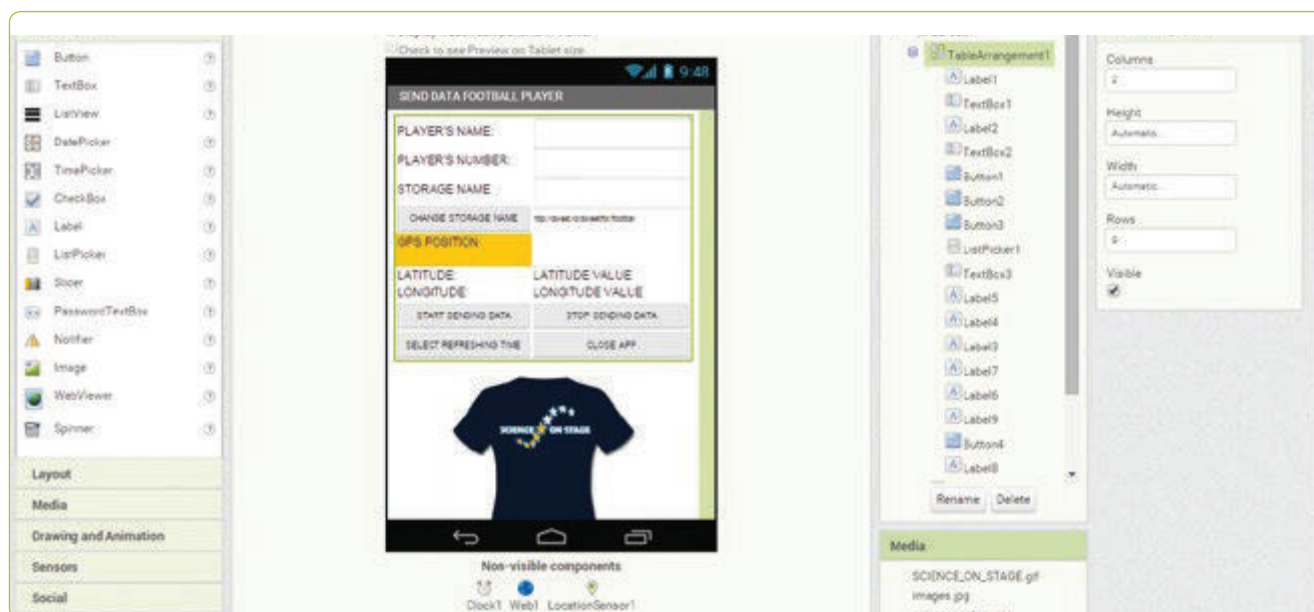 Check to see Preview on Tablet size
Button
TextBox
ListView
DatePicker
TimePicker
CheckBox
Label
ListPicker
Slider
PasswordTextBox
Notifier
Image
WebViewer
Spinner
Layout
Media
Drawing and Animation
Sensors
Social
9:48
SEND DATA FOOTBALL PLAYER
PLAYER'S NAME:
PLAYER'S NUMBER:
STORAGE NAME
CHANGE STORAGE NAME
GPS POSITION
LATITUDE: LATITUDE VALUE
LONGITUDE: LONGITUDE VALUE
START SENDING DATA STOP SENDING DATA
SELECT REFRESHING TIME CLOSE APP
SCIENCE ON STAGE
Non-visible components
Clock1 Web1 LocationSensor1
TableArrangement1
Label1
TextBox1
Label2
TextBox2
Button1
Button2
Button3
ListPicker1
TextBox3
Label5
Label4
Label3
Label7
Label6
Label9
Button4
Label8
Rename Delete
Media
SCIENCE_ON_STAGE.gif
images.jpg
Columns
2
Height
Automatic...
Width
Automatic...
Rows
9
Visible